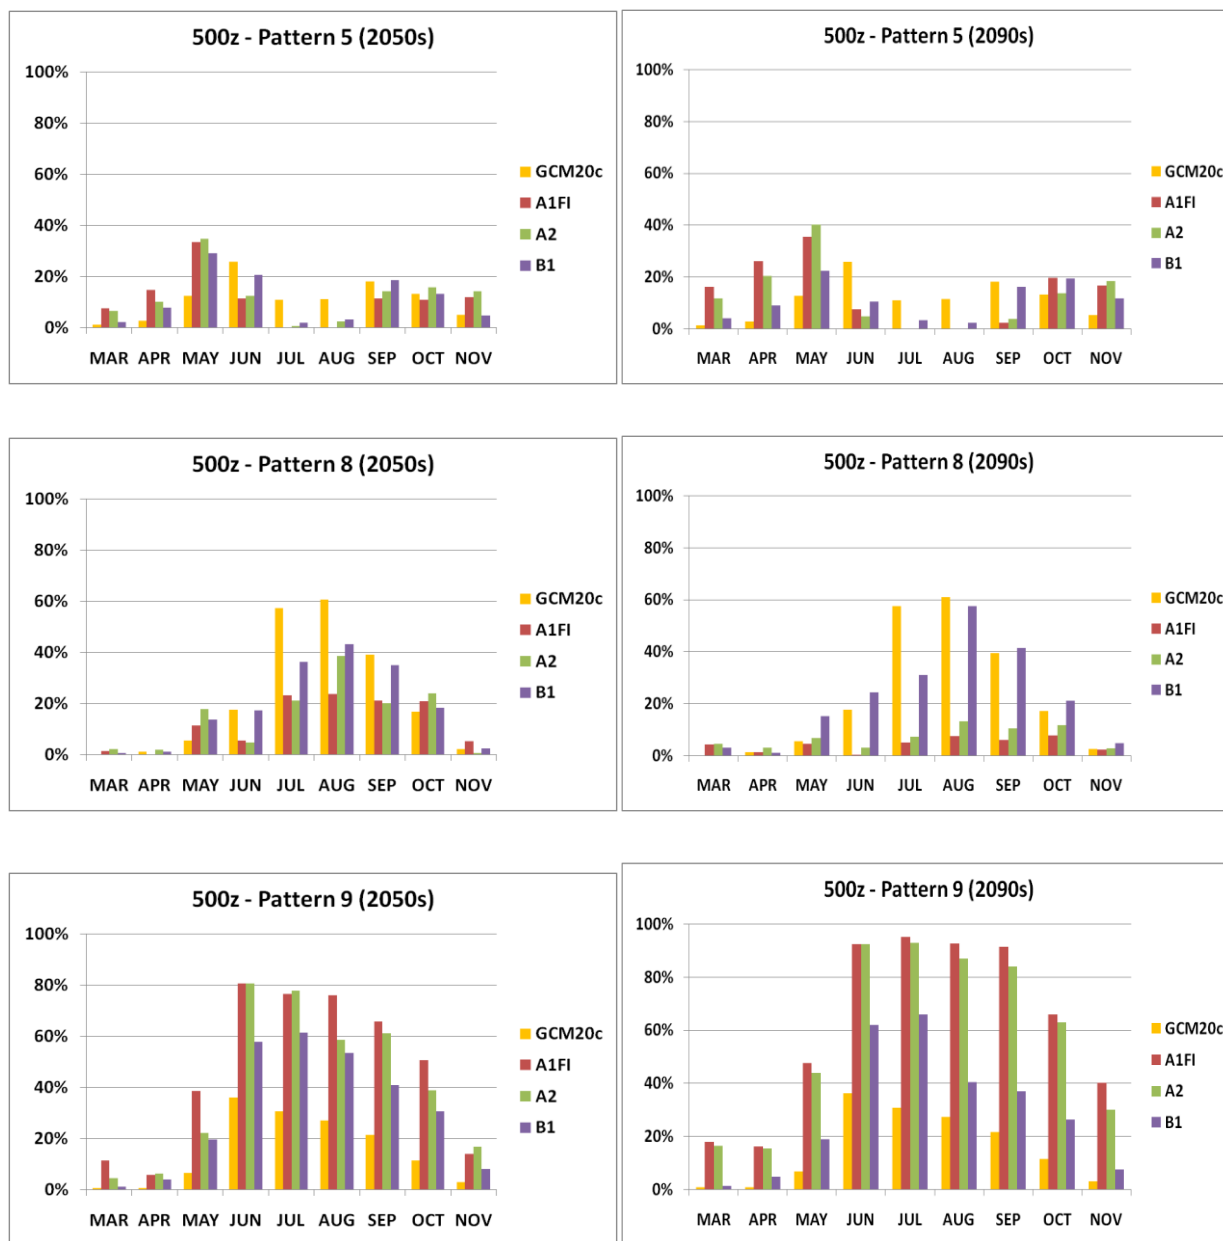 500z - Pattern 5 (2050s)
100%
80%
60%
40%
20%
0%
MAR APR MAY JUN JUL AUG SEP OCT NOV
GCM20c
A1FI
A2
B1
500z - Pattern 5 (2090s)
100%
80%
60%
40%
20%
0%
MAR APR MAY JUN JUL AUG SEP OCT NOV
GCM20c
A1FI
A2
B1
500z - Pattern 8 (2050s)
100%
80%
60%
40%
20%
0%
MAR APR MAY JUN JUL AUG SEP OCT NOV
GCM20c
A1FI
A2
B1
500z - Pattern 8 (2090s)
100%
80%
60%
40%
20%
0%
MAR APR MAY JUN JUL AUG SEP OCT NOV
GCM20c
A1FI
A2
B1
500z - Pattern 9 (2050s)
100%
80%
60%
40%
20%
0%
MAR APR MAY JUN JUL AUG SEP OCT NOV
GCM20c
A1FI
A2
B1
500z - Pattern 9 (2090s)
100%
80%
60%
40%
20%
0%
MAR APR MAY JUN JUL AUG SEP OCT NOV
GCM20c
A1FI
A2
B1